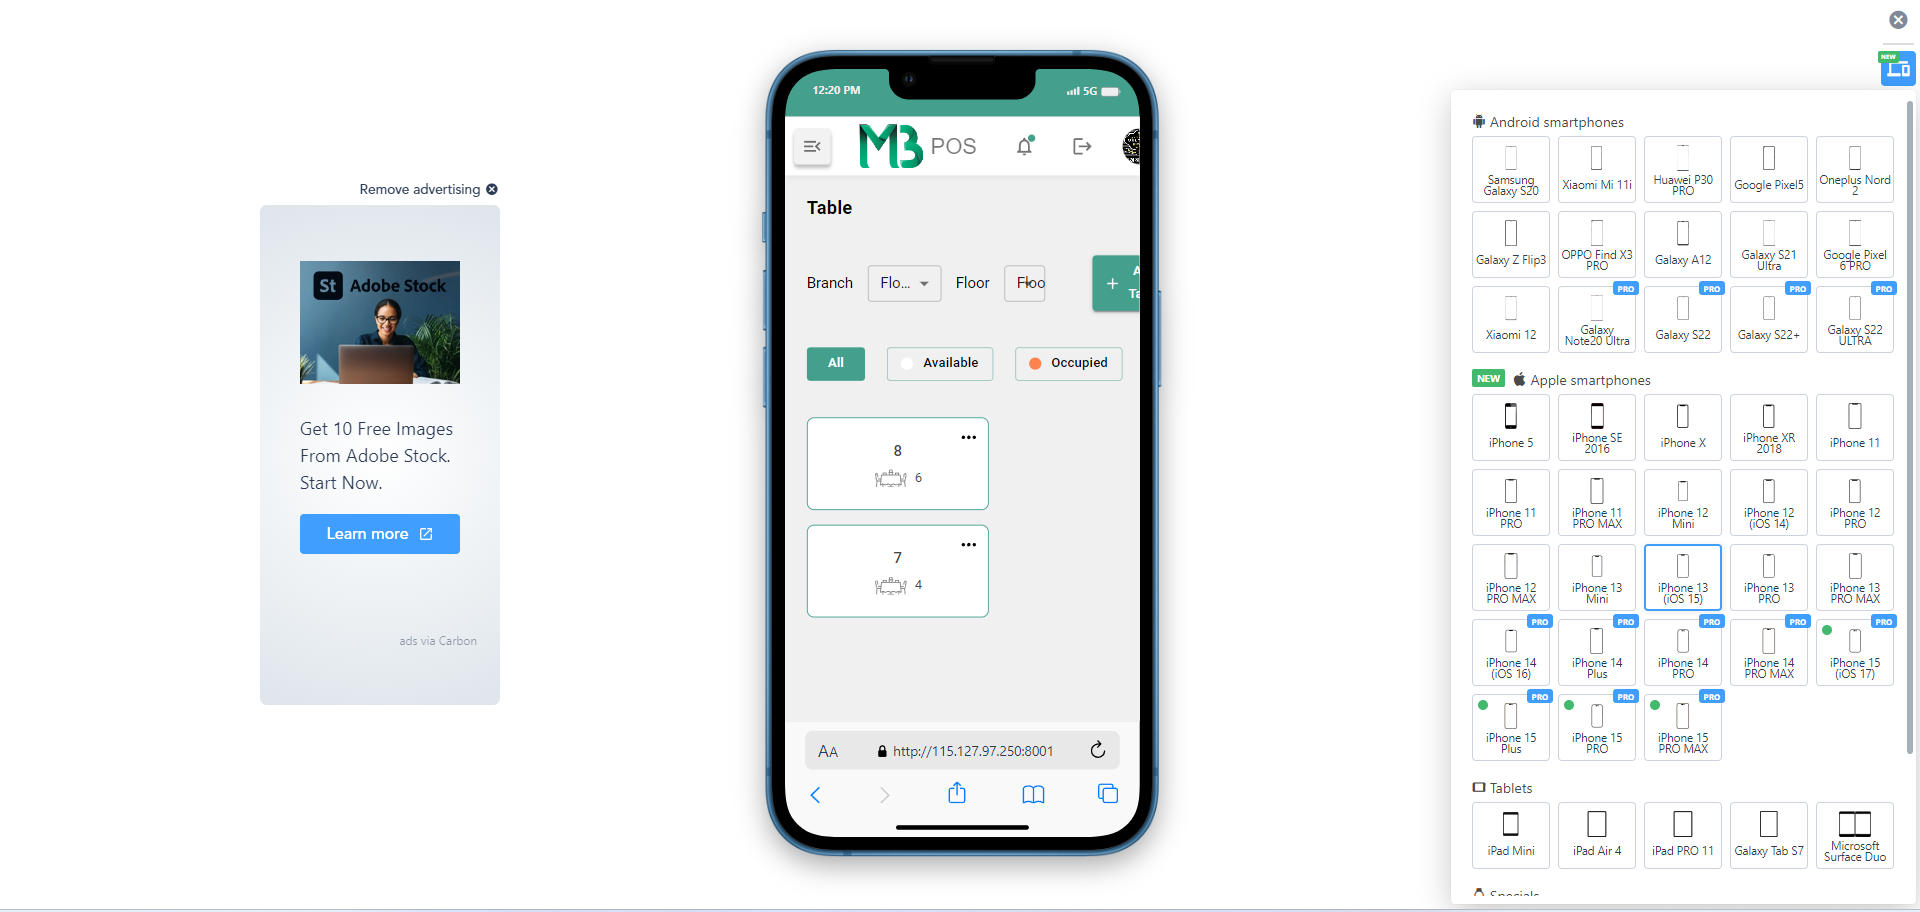 Remove advertising
St Adobe Stock
Get 10 Free Images
From Adobe Stock.
Start Now.
Learn more
ads via Carbon
12:20 PM
5G
MB POS
Table
Branch
Flo...
Floor
Floo
All
Available
Occupied
8
6
7
4
AA
http://115.127.97.250:8001
NEW
Android smartphones
Samsung
Galaxy S20
Xiaomi Mi 11i
Huawei P30
PRO
Google Pixel5
Oneplus Nord
2
Galaxy Z Flip3
OPPO Find X3
PRO
Galaxy A12
Galaxy S21
Ultra
Google Pixel
6 PRO
Xiaomi 12
PRO
Galaxy
Note20 Ultra
PRO
Galaxy S22
PRO
Galaxy S22+
PRO
Galaxy S22
ULTRA
NEW
Apple smartphones
iPhone 5
iPhone SE
2016
iPhone X
iPhone XR
2018
iPhone 11
iPhone 11
PRO
iPhone 11
PRO MAX
iPhone 12
Mini
iPhone 12
(iOS 14)
iPhone 12
PRO
iPhone 12
PRO MAX
iPhone 13
Mini
iPhone 13
(iOS 15)
iPhone 13
PRO
iPhone 13
PRO MAX
PRO
iPhone 14
(iOS 16)
PRO
iPhone 14
Plus
PRO
iPhone 14
PRO
PRO
iPhone 14
PRO MAX
PRO
iPhone 15
(iOS 17)
PRO
iPhone 15
Plus
PRO
iPhone 15
PRO
PRO
iPhone 15
PRO MAX
Tablets
iPad Mini
iPad Air 4
iPad PRO 11
Galaxy Tab S7
Microsoft
Surface Duo
Specials